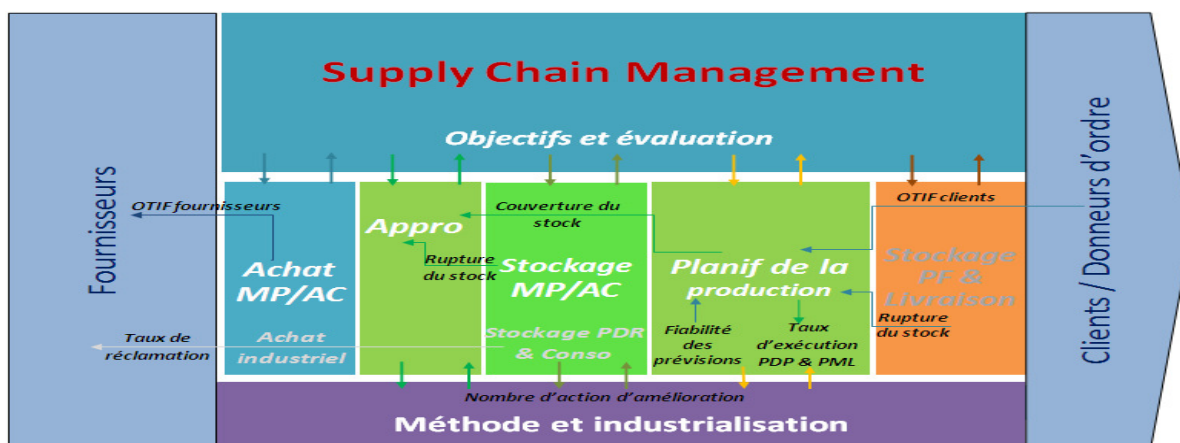 Supply Chain Management
Objectifs et évaluation
Fournisseurs
OTIF fournisseurs
Achat
MP/AC
Achat
industriel
Taux de
réclamation
Appro
Couverture du
stock
Rupture
du stock
Stockage
MP/AC
Stockage PDR
& Conso
Planif de la
production
Fiabilité
des
prévisions
Taux
d'exécution
PDP & PML
OTIF clients
Stockage
PF &
Livraison
Rupture
du stock
Clients / Donneurs d'ordre
Nombre d'action d'amélioration
Méthode et industrialisation